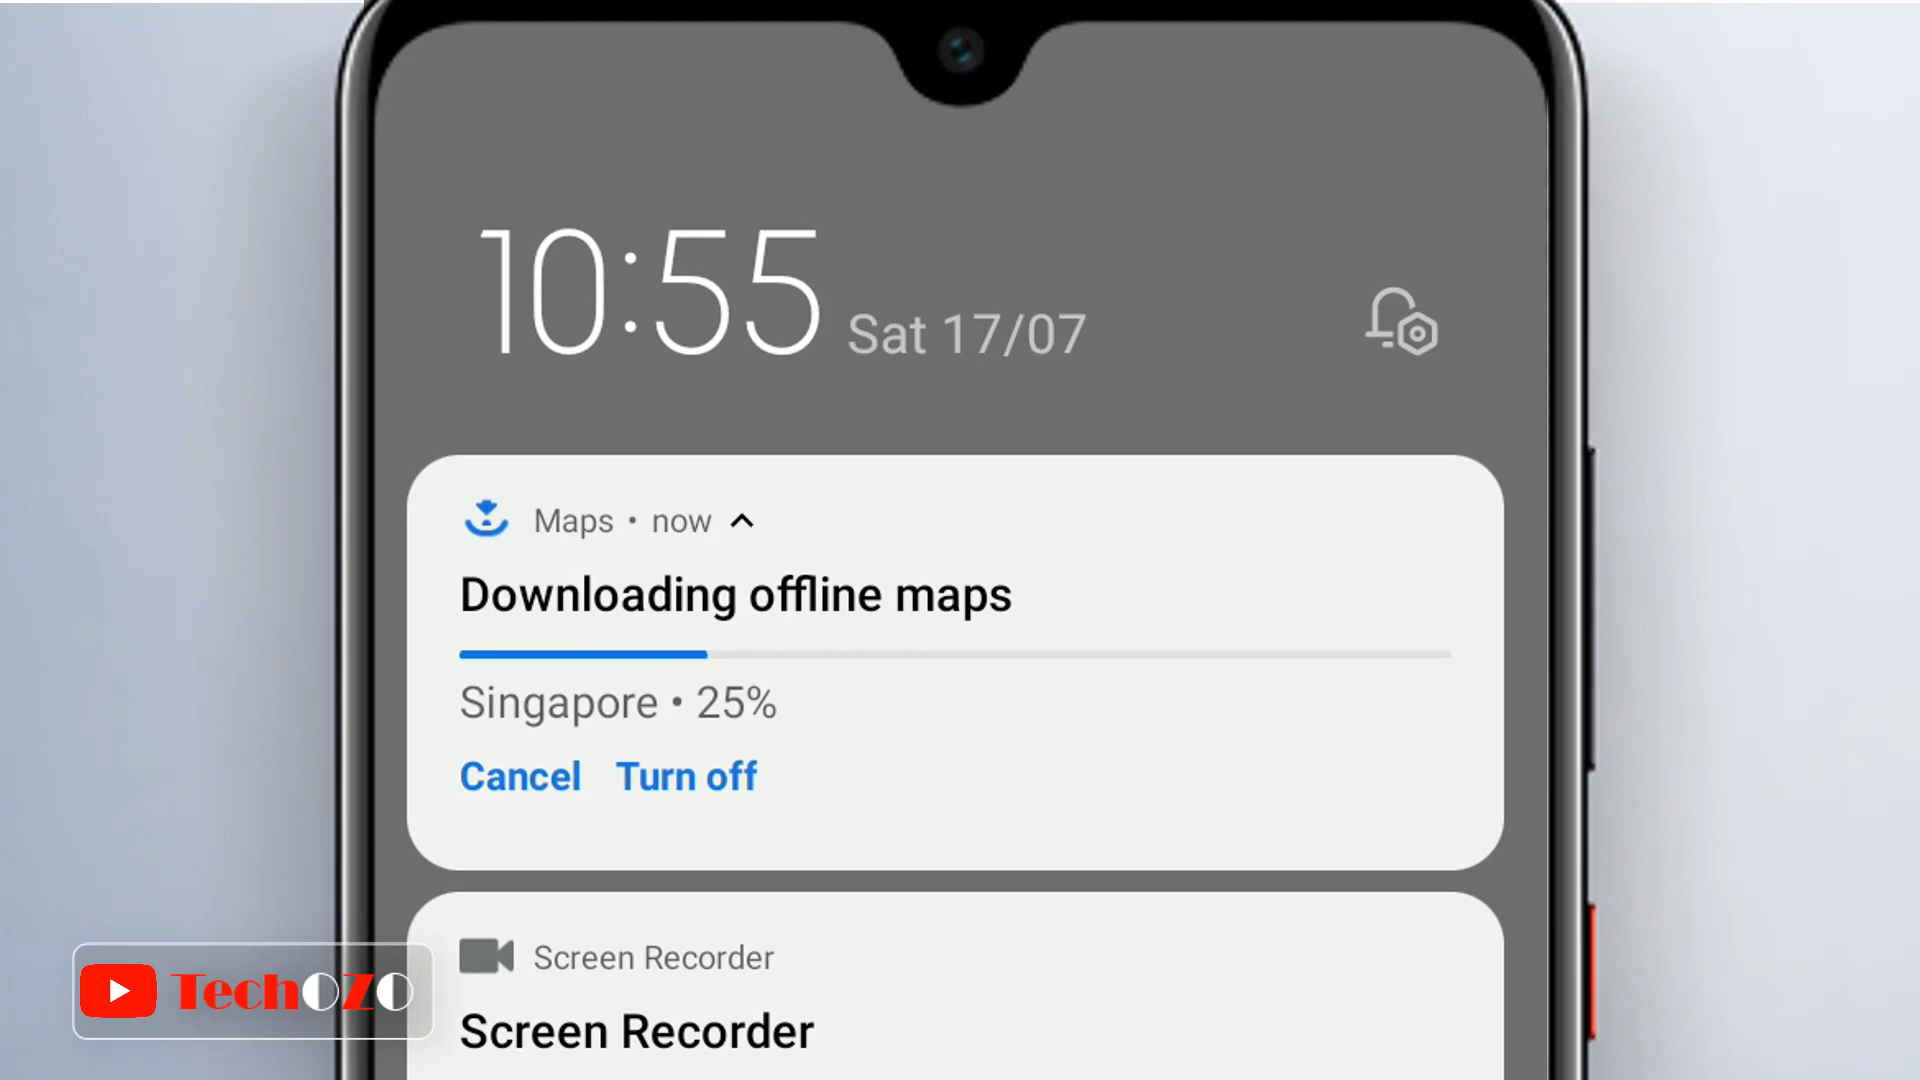 10:55 Sat 17/07
Maps • now
Downloading offline maps
Singapore • 25%
Cancel Turn off
Screen Recorder
Screen Recorder
TechOZO